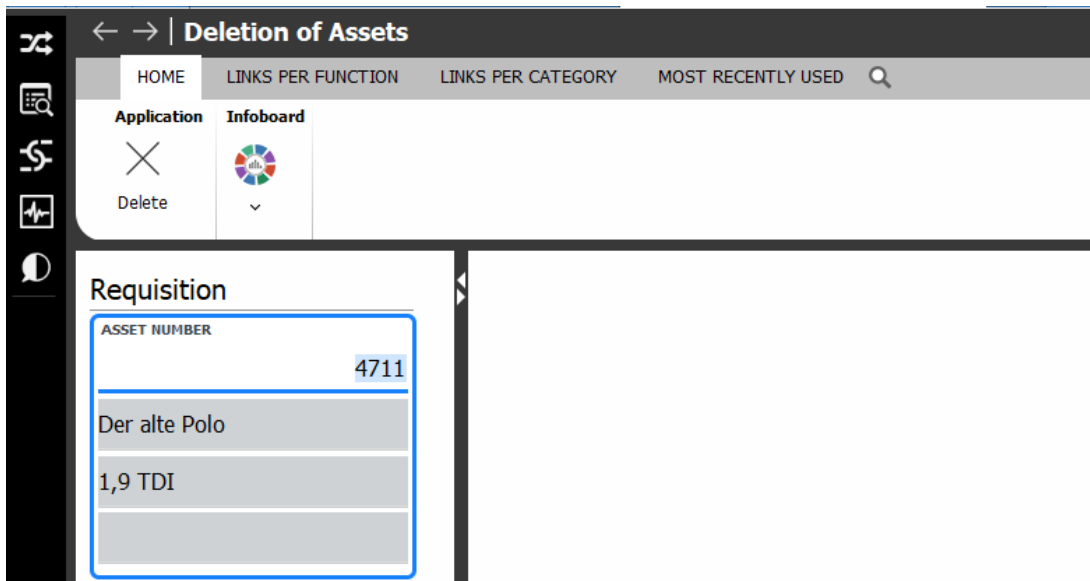 Deletion of Assets
HOME LINKS PER FUNCTION LINKS PER CATEGORY MOST RECENTLY USED
Application Infoboard
Delete
Requisition
ASSET NUMBER
4711
Der alte Polo
1,9 TDI